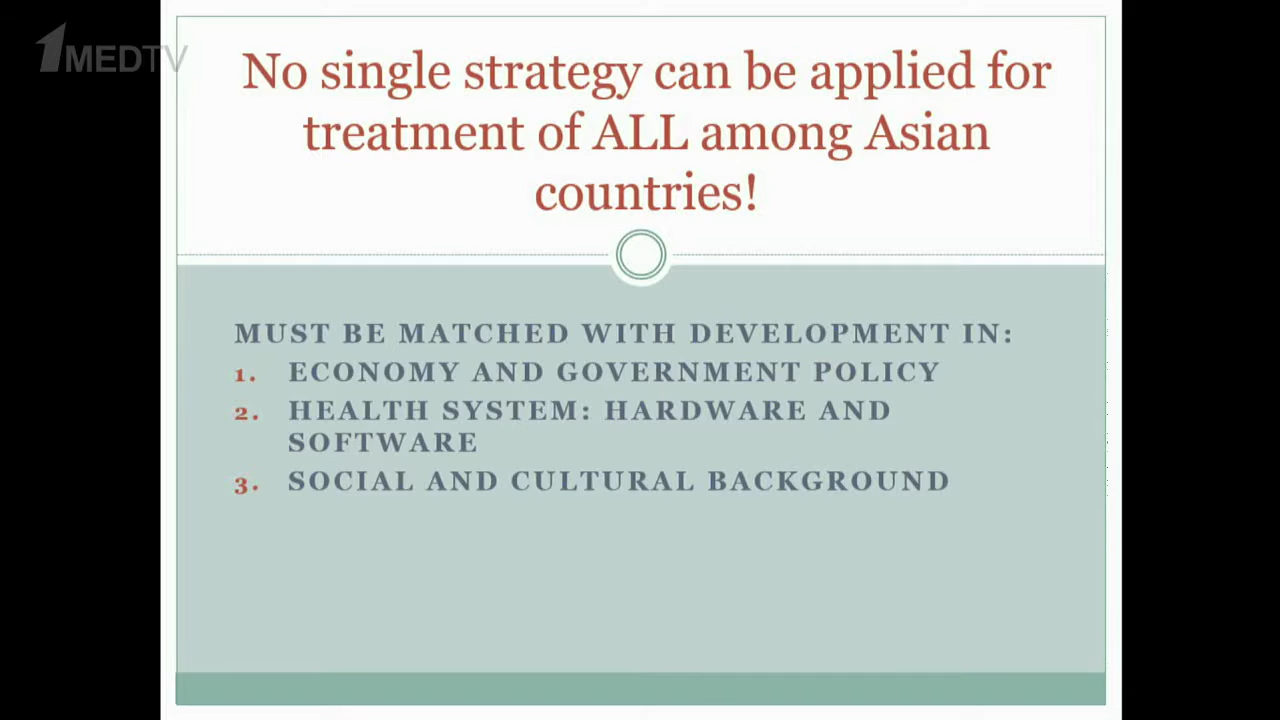 1MEDTV
No single strategy can be applied for
treatment of ALL among Asian
countries!
MUST BE MATCHED WITH DEVELOPMENT IN:
1. ECONOMY AND GOVERNMENT POLICY
2. HEALTH SYSTEM: HARDWARE AND
SOFTWARE
3. SOCIAL AND CULTURAL BACKGROUND